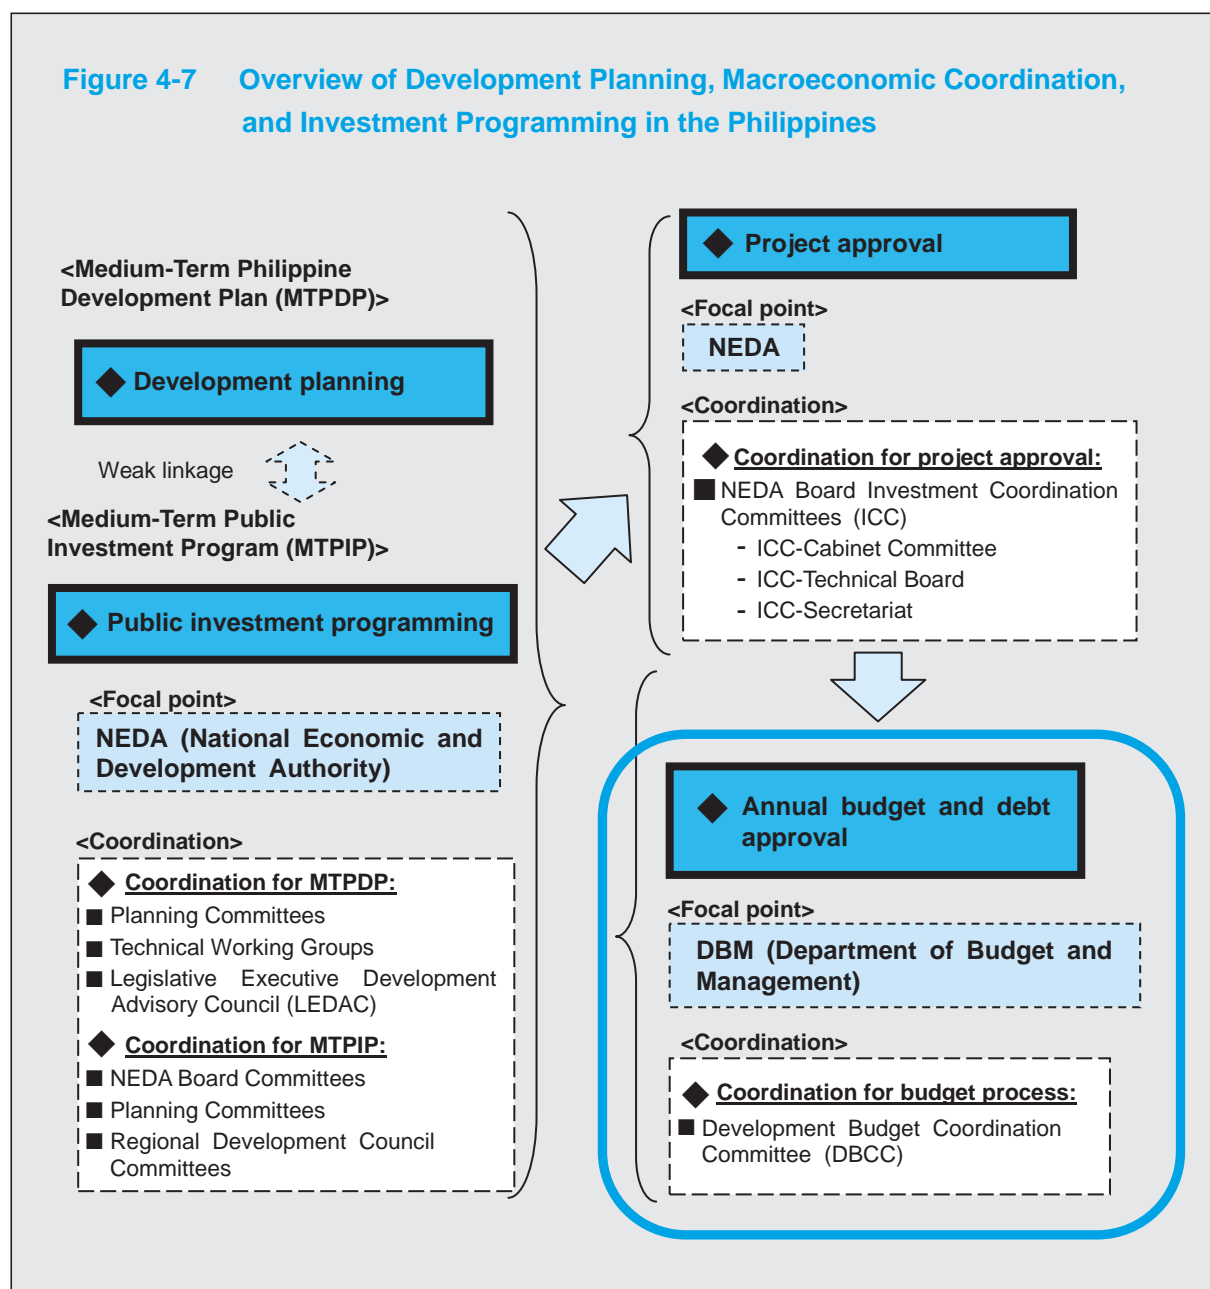 Figure 4-7 Overview of Development Planning, Macroeconomic Coordination,
and Investment Programming in the Philippines
<Medium-Term Philippine
Development Plan (MTPDP)>
◆ Development planning
Weak linkage
<Medium-Term Public
Investment Program (MTPIP)>
◆ Public investment programming
<Focal point>
NEDA (National Economic and
Development Authority)
<Coordination>
◆ Coordination for MTPDP:
■ Planning Committees
■ Technical Working Groups
■ Legislative Executive Development
Advisory Council (LEDAC)
◆ Coordination for MTPIP:
■ NEDA Board Committees
■ Planning Committees
■ Regional Development Council
Committees
◆ Project approval
<Focal point>
NEDA
<Coordination>
◆ Coordination for project approval:
■ NEDA Board Investment Coordination
Committees (ICC)
- ICC-Cabinet Committee
- ICC-Technical Board
- ICC-Secretariat
◆ Annual budget and debt
approval
<Focal point>
DBM (Department of Budget and
Management)
<Coordination>
◆ Coordination for budget process:
■ Development Budget Coordination
Committee (DBCC)